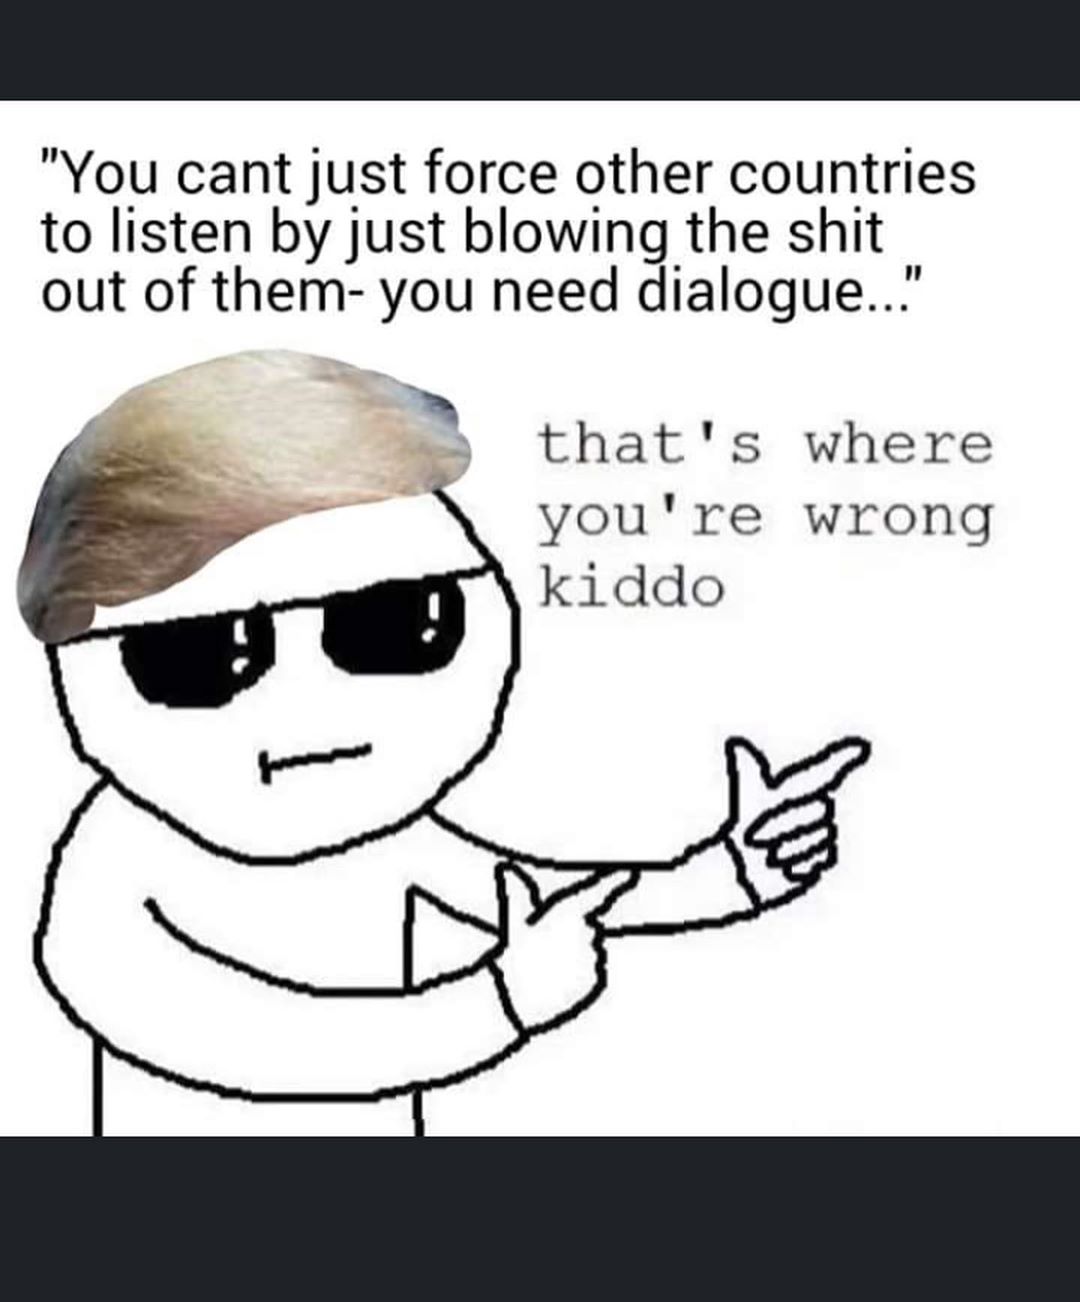 "You cant just force other countries
to listen by just blowing the shit
out of them- you need dialogue..."
that's where
you're wrong
kiddo